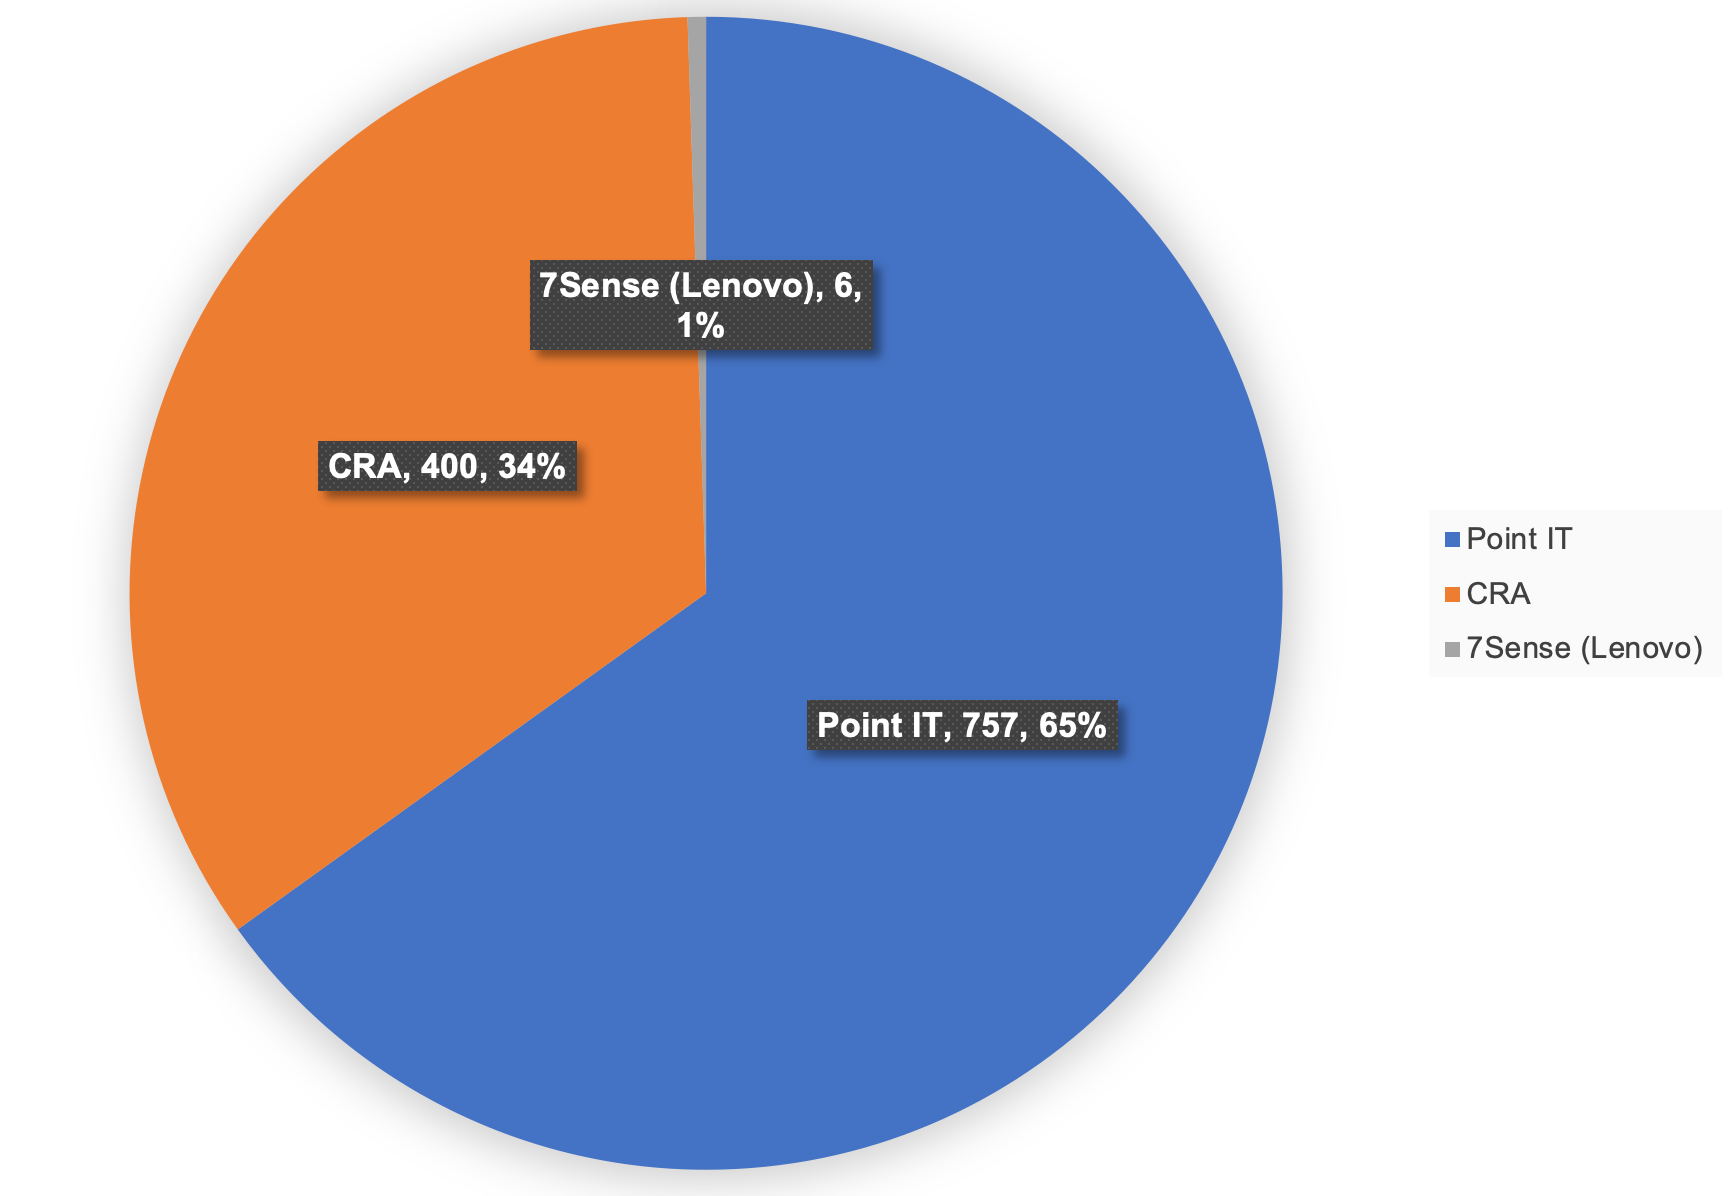 7Sense (Lenovo), 6,
1%
CRA, 400, 34%
Point IT, 757, 65%
Point IT
CRA
7Sense (Lenovo)